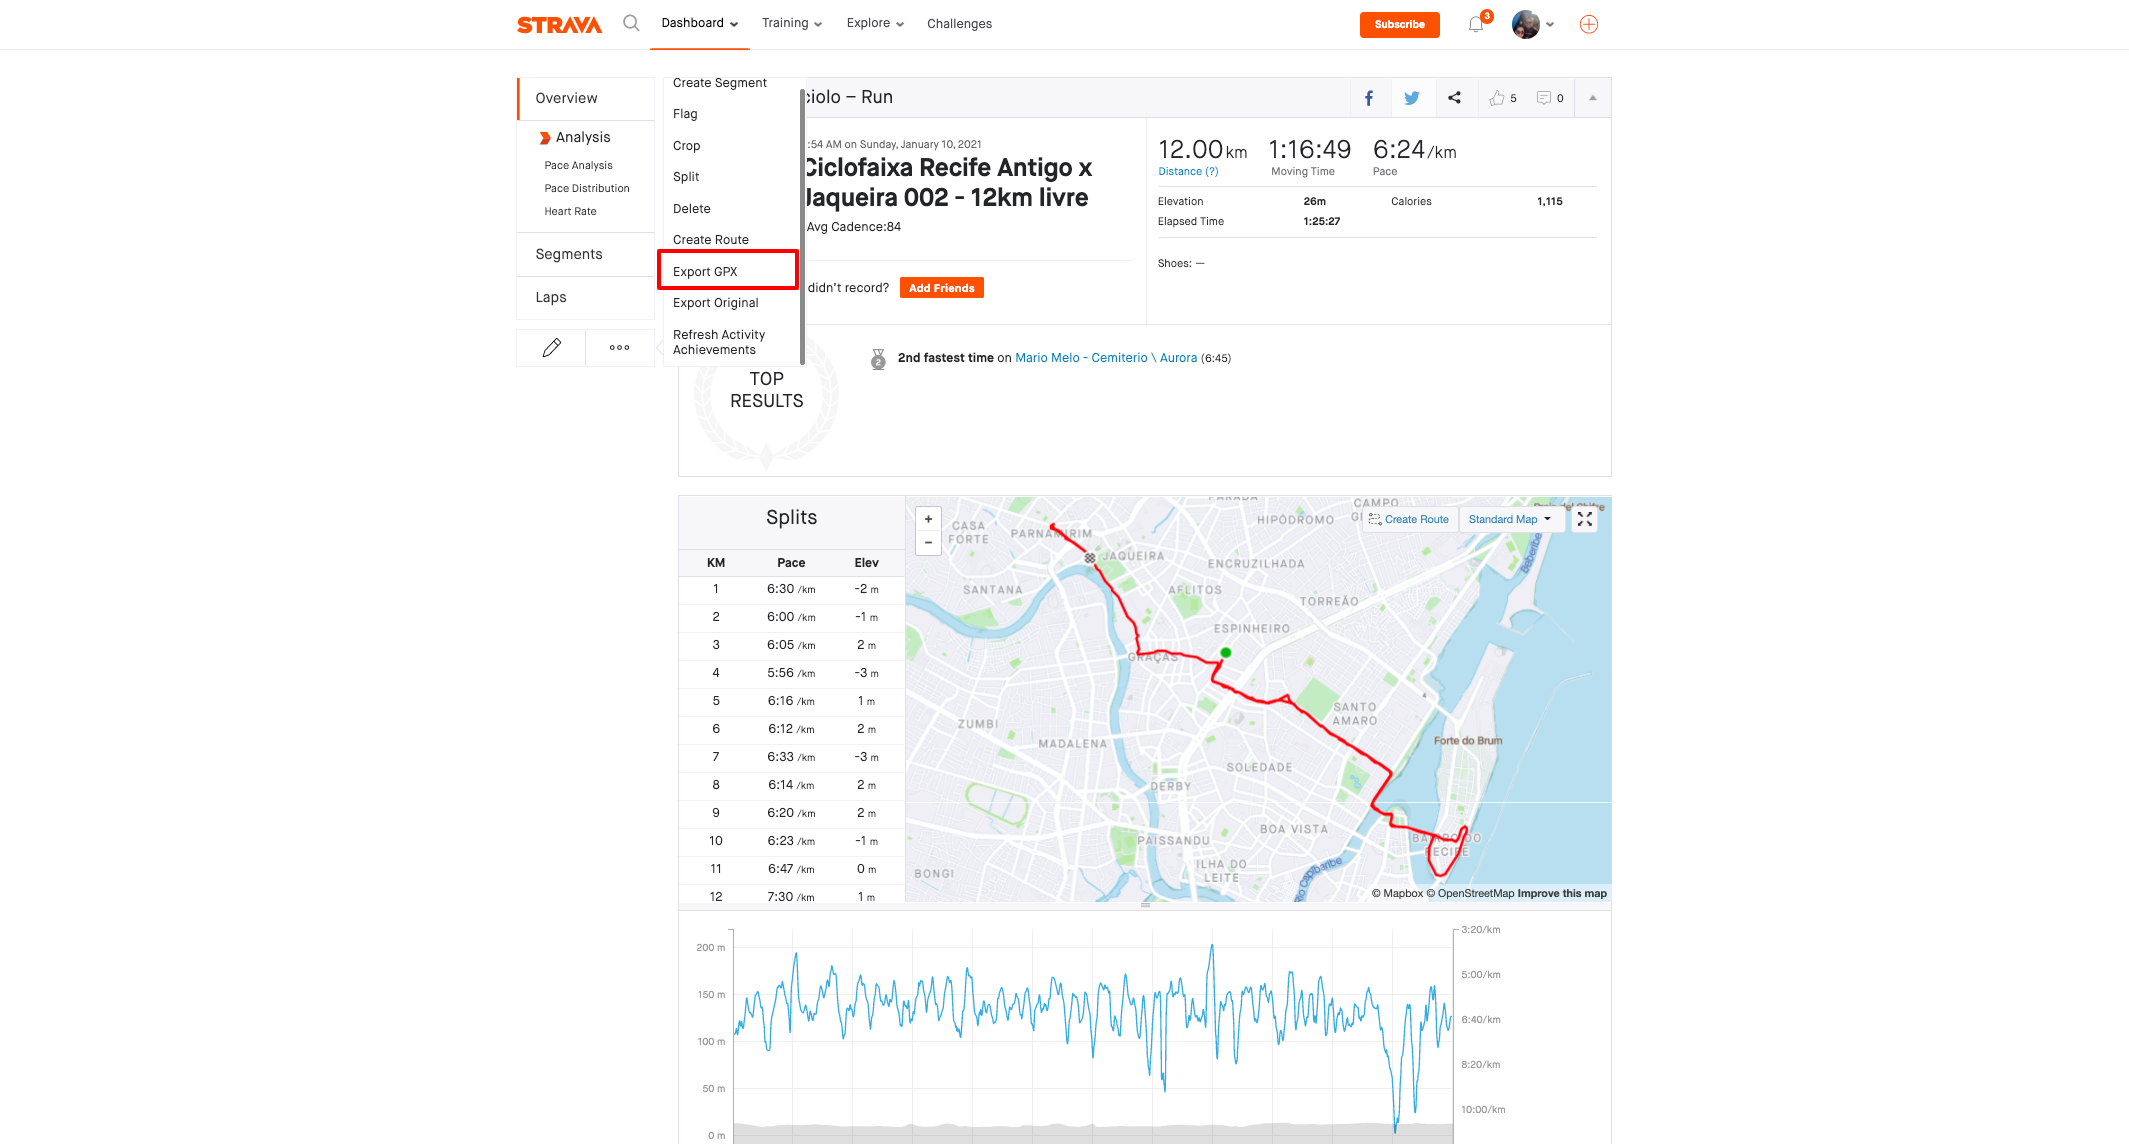 STRAVA
Dashboard
Training
Explore
Challenges
Subscribe
3
Overview
Analysis
Pace Analysis
Pace Distribution
Heart Rate
Segments
Laps
Create Segment
Flag
Crop
Split
Delete
Create Route
Export GPX
Export Original
Refresh Activity
Achievements
ciolo – Run
5
0
:54 AM on Sunday, January 10, 2021
Ciclofaixa Recife Antigo x
Jaqueira 002 - 12km livre
Avg Cadence:84
didn't record?
Add Friends
12.00 km
1:16:49
6:24/km
Distance (?)
Moving Time
Pace
Elevation
26m
Calories
1,115
Elapsed Time
1:25:27
Shoes: —
TOP
RESULTS
2
2nd fastest time on Mario Melo - Cemiterio \ Aurora (6:45)
Splits
KM Pace Elev
1 6:30 /km -2 m
2 6:00 /km -1 m
3 6:05 /km 2 m
4 5:56 /km -3 m
5 6:16 /km 1 m
6 6:12 /km 2 m
7 6:33 /km -3 m
8 6:14 /km 2 m
9 6:20 /km 2 m
10 6:23 /km -1 m
11 6:47 /km 0 m
12 7:30 /km 1 m
+
−
Create Route
Standard Map
PARADA
CAMPO
CASA
FORTE
PARNAMIRIM
HIPÓDROMO
JAQUEIRA
ENCRUZILHADA
Beberibe
SANTANA
AFLITOS
TORREÃO
ESPINHEIRO
GRAÇAS
SANTO
AMARO
ZUMBI
MADALENA
Forte do Brum
SOLEDADE
DERBY
BOA VISTA
BAIRRO DO
RECIFE
PAISSANDU
ILHA DO
LEITE
Rio Capibaribe
BONGI
© Mapbox © OpenStreetMap Improve this map
200 m
150 m
100 m
50 m
0 m
3:20/km
5:00/km
6:40/km
8:20/km
10:00/km